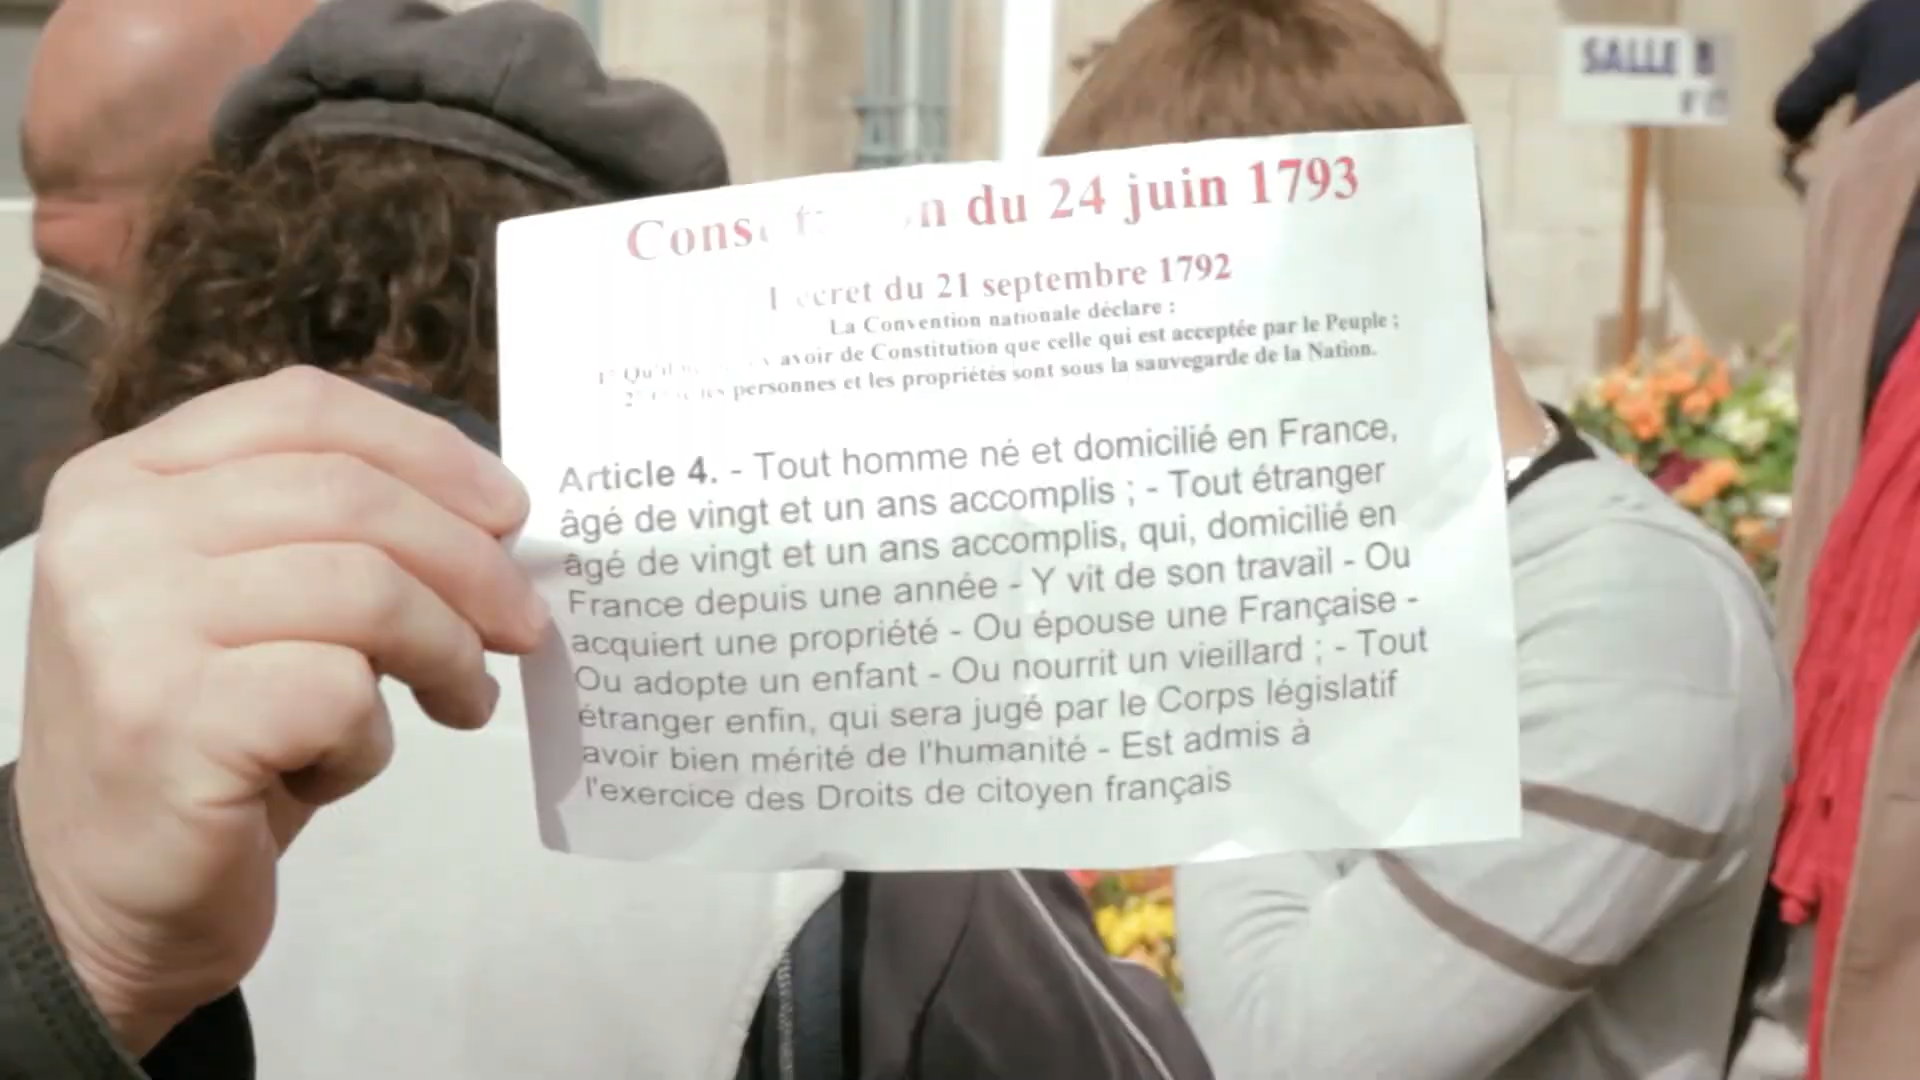 SALLE B
du 24 juin 1793
du 21 septembre 1792
La Convention nationale déclare :
avoir de Constitution que celle qui est acceptée par le Peuple ;
personnes et les propriétés sont sous la sauvegarde de la Nation.
Article 4. - Tout homme né et domicilié en France,
âgé de vingt et un ans accomplis ; - Tout étranger
âgé de vingt et un ans accomplis, qui, domicilié en
France depuis une année - Y vit de son travail - Ou
acquiert une propriété - Ou épouse une Française -
Ou adopte un enfant - Ou nourrit un vieillard ; - Tout
étranger enfin, qui sera jugé par le Corps législatif
avoir bien mérité de l'humanité - Est admis à
l'exercice des Droits de citoyen français